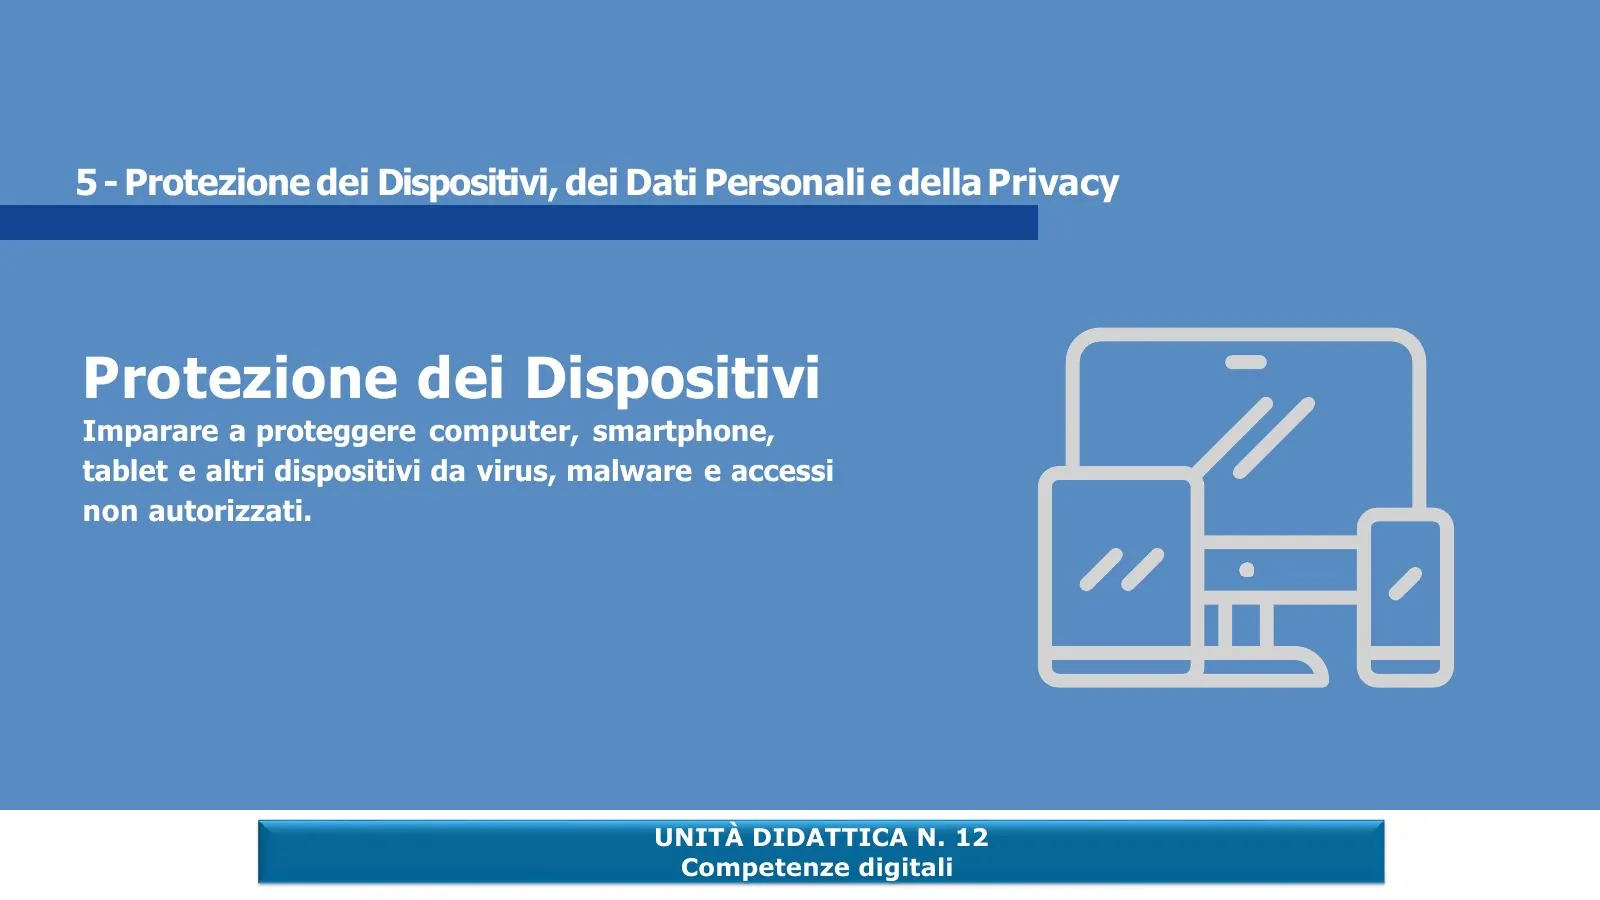 5 - Protezione dei Dispositivi, dei Dati Personali e della Privacy
Protezione dei Dispositivi
Imparare a proteggere computer, smartphone,
tablet e altri dispositivi da virus, malware e accessi
non autorizzati.
UNITÀ DIDATTICA N. 12
Competenze digitali